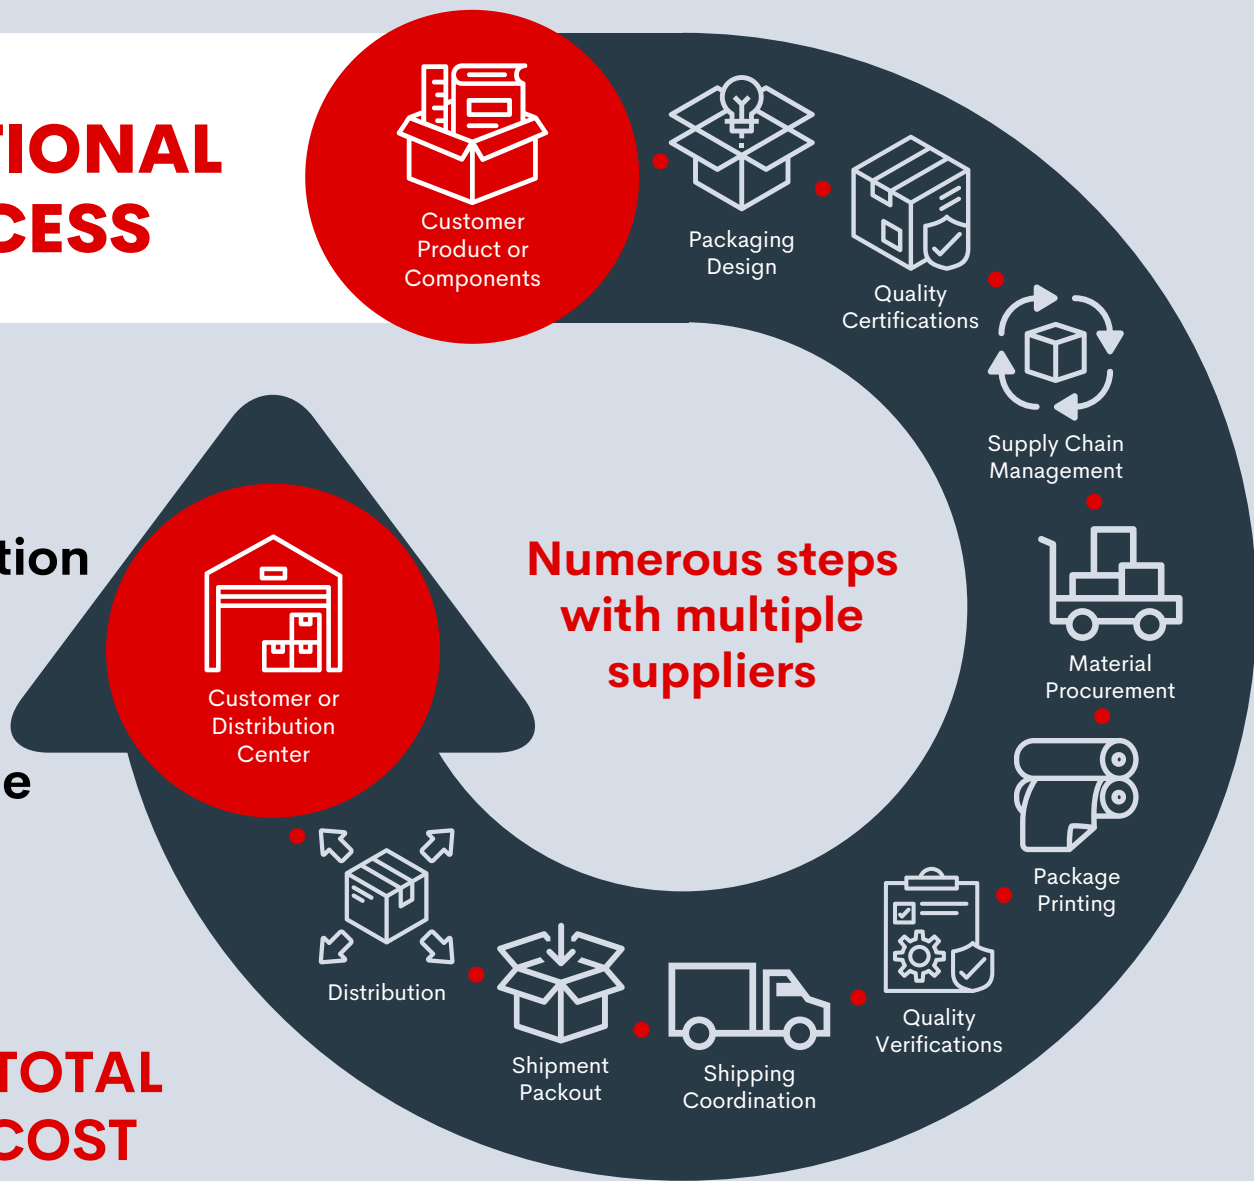 TIONAL
CESS
Customer
Product or
Components
Packaging
Design
Quality
Certifications
Supply Chain
Management
Material
Procurement
Package
Printing
Quality
Verifications
Shipping
Coordination
Shipment
Packout
Distribution
Customer or
Distribution
Center
Numerous steps
with multiple
suppliers
tion
e
TOTAL
COST